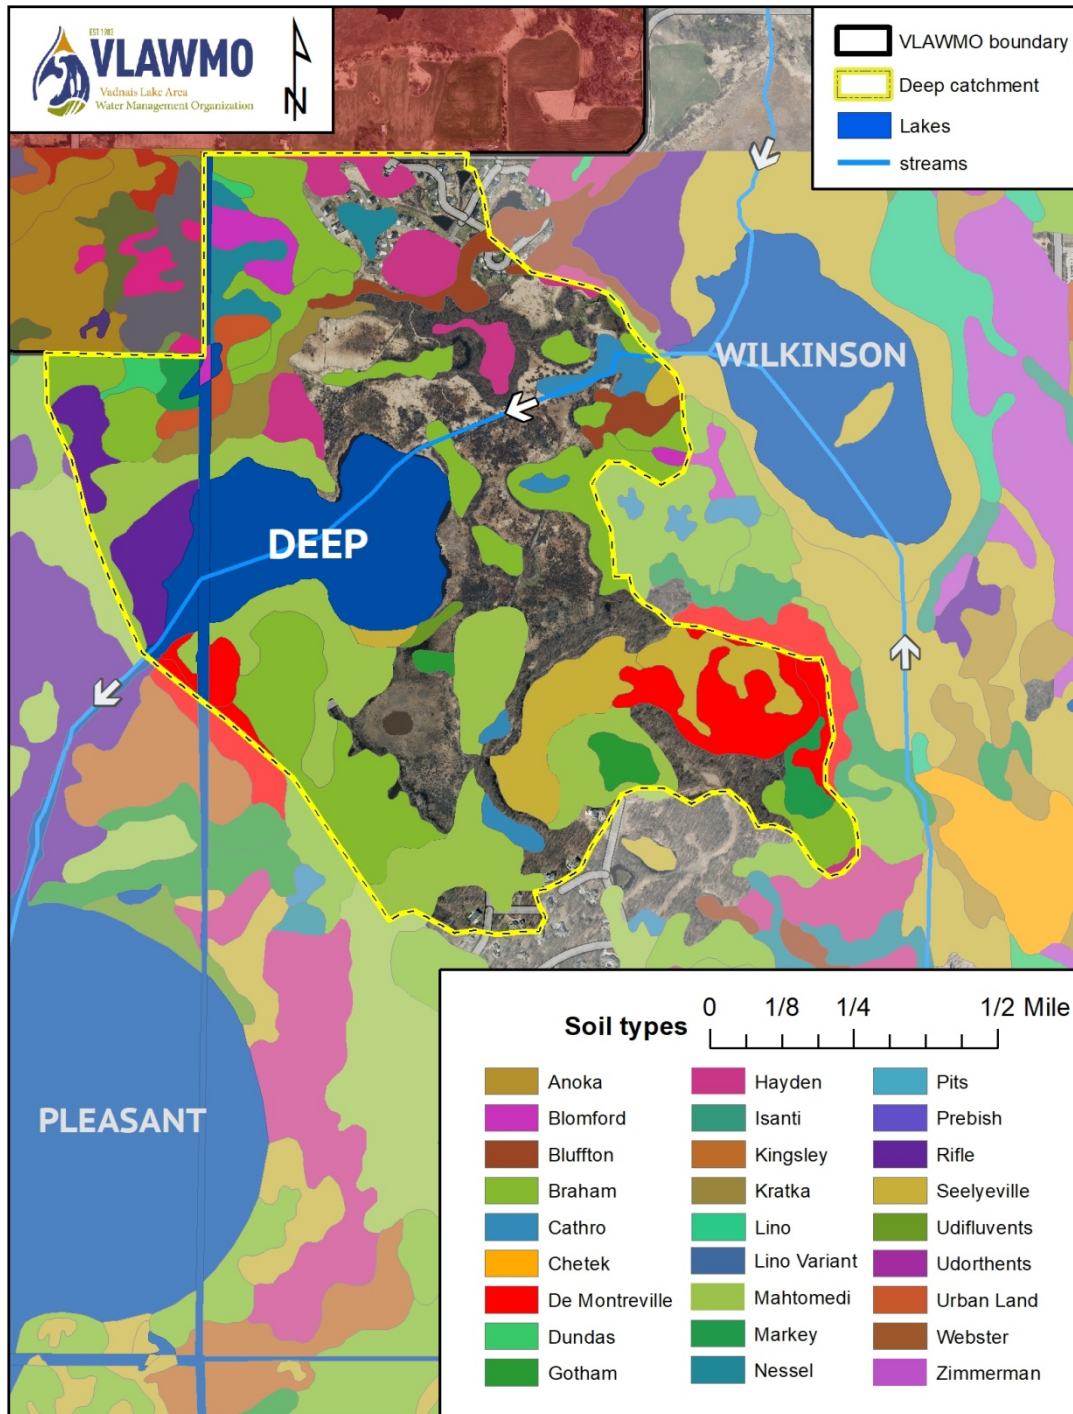 EST 1983
VLAWMO
Vadnais Lake Area
Water Management Organization
N
VLAWMO boundary
Deep catchment
Lakes
streams
WILKINSON
DEEP
PLEASANT
Soil types
0 1/8 1/4 1/2 Mile
Anoka
Blomford
Bluffton
Braham
Cathro
Chetek
De Montreville
Dundas
Gotham
Hayden
Isanti
Kingsley
Kratka
Lino
Lino Variant
Mahtomedi
Markey
Nessel
Pits
Prebish
Rifle
Seelyeville
Udifluvents
Udorthents
Urban Land
Webster
Zimmerman